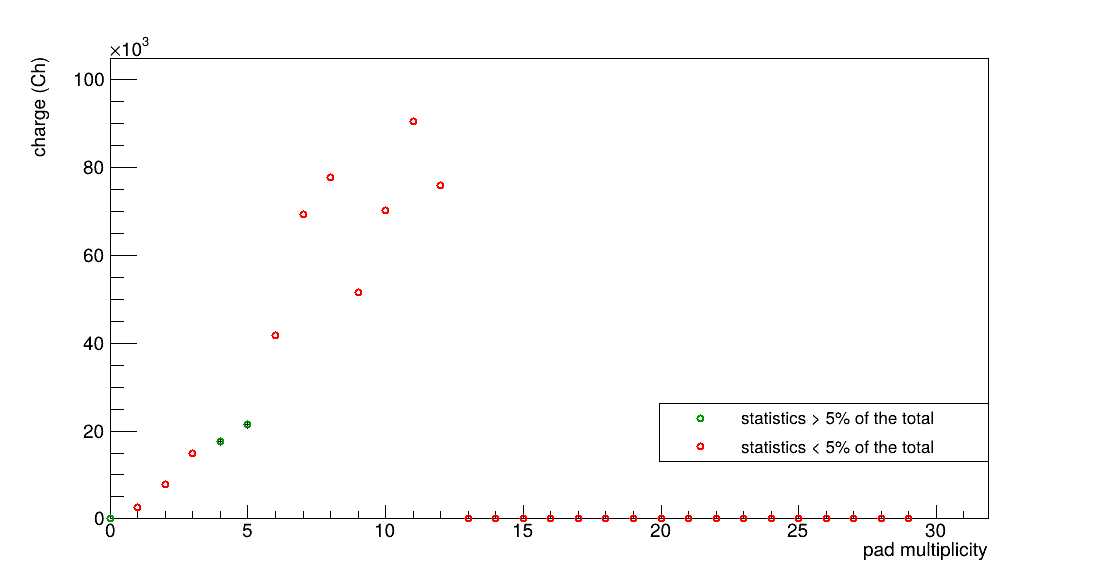 ×10³
charge (Ch)
100
80
60
40
20
0
0 5 10 15 20 25 30
pad multiplicity
statistics > 5% of the total
statistics < 5% of the total